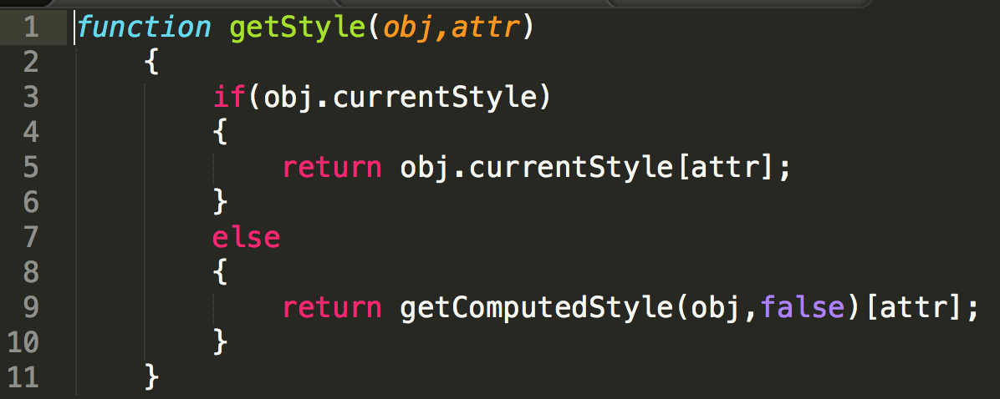 1 function getStyle(obj,attr)
2 {
3 if(obj.currentStyle)
4 {
5 return obj.currentStyle[attr];
6 }
7 else
8 {
9 return getComputedStyle(obj,false)[attr];
10 }
11 }